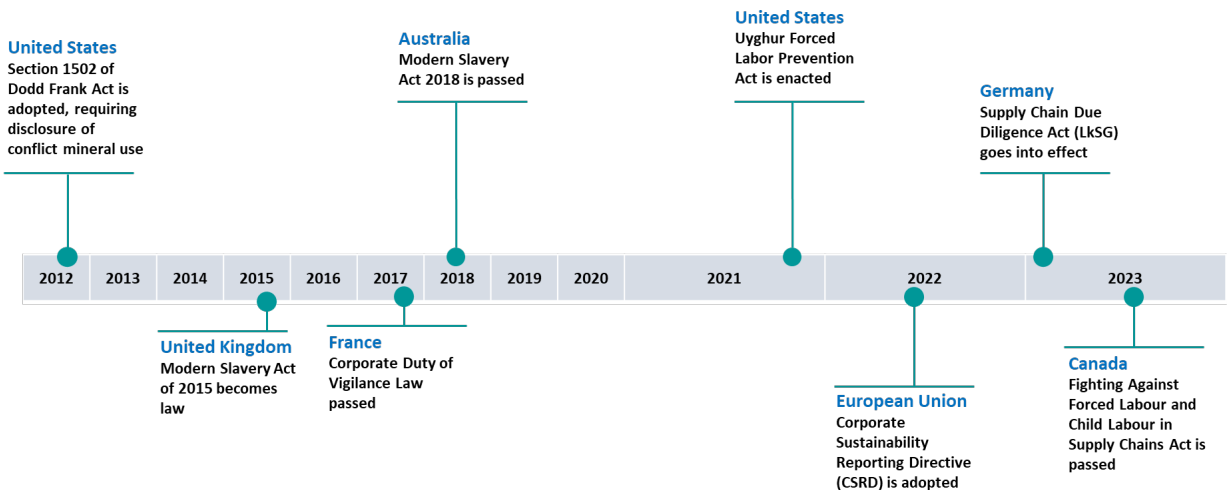 United States
Section 1502 of
Dodd Frank Act is
adopted, requiring
disclosure of
conflict mineral use
Australia
Modern Slavery
Act 2018 is passed
United States
Uyghur Forced
Labor Prevention
Act is enacted
Germany
Supply Chain Due
Diligence Act (LkSG)
goes into effect
2012 2013 2014 2015 2016 2017 2018 2019 2020 2021 2022 2023
United Kingdom
Modern Slavery Act
of 2015 becomes
law
France
Corporate Duty of
Vigilance Law
passed
European Union
Corporate
Sustainability
Reporting Directive
(CSRD) is adopted
Canada
Fighting Against
Forced Labour and
Child Labour in
Supply Chains Act is
passed